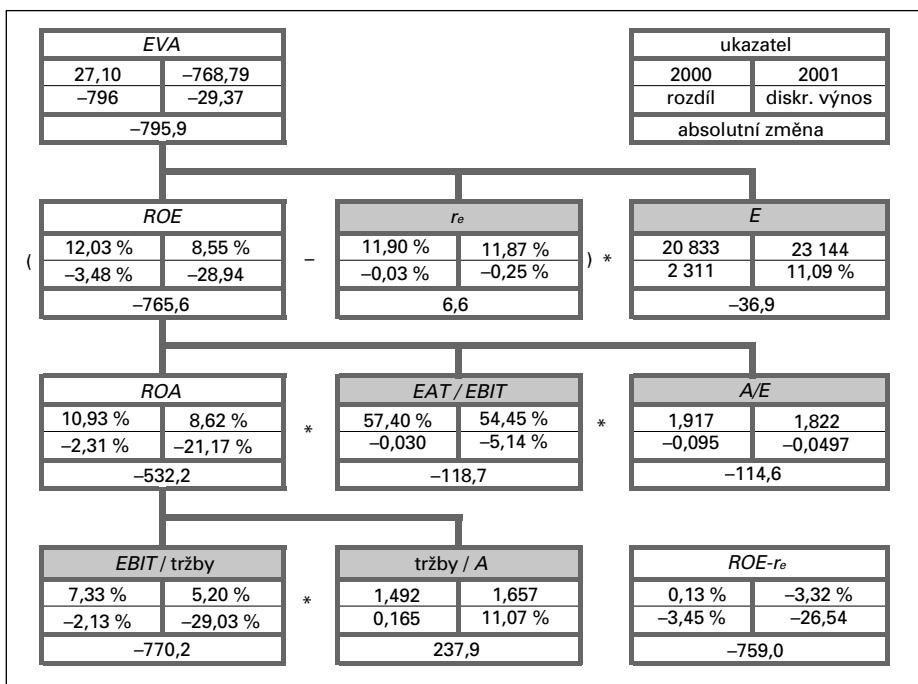 EVA
27,10 –768,79
–796 –29,37
–795,9
ukazatel
2000 2001
rozdíl diskr. výnos
absolutní změna
ROE
12,03 % 8,55 %
–3,48 % –28,94
–765,6
(
–
re
11,90 % 11,87 %
–0,03 % –0,25 %
6,6
) *
E
20 833 23 144
2 311 11,09 %
–36,9
ROA
10,93 % 8,62 %
–2,31 % –21,17 %
–532,2
*
EAT / EBIT
57,40 % 54,45 %
–0,030 –5,14 %
–118,7
*
A/E
1,917 1,822
–0,095 –0,0497
–114,6
EBIT / tržby
7,33 % 5,20 %
–2,13 % –29,03 %
–770,2
*
tržby / A
1,492 1,657
0,165 11,07 %
237,9
ROE-re
0,13 % –3,32 %
–3,45 % –26,54
–759,0